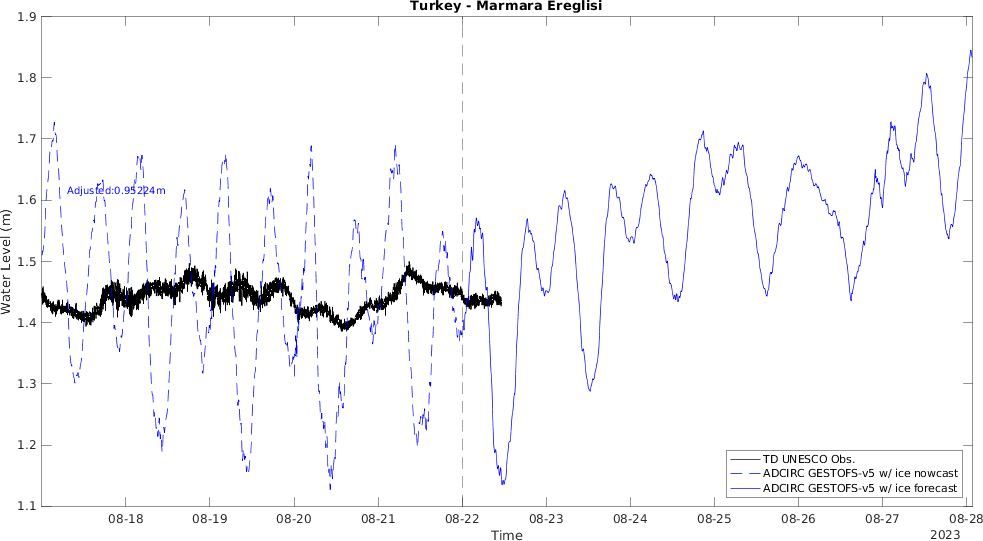 Turkey - Marmara Ereglisi
1.9
1.8
1.7
1.6
1.5
1.4
1.3
1.2
1.1
Water Level (m)
Adjusted:0.95224m
TD UNESCO Obs.
ADCIRC GESTOFS-v5 w/ ice nowcast
ADCIRC GESTOFS-v5 w/ ice forecast
08-18 08-19 08-20 08-21 08-22 08-23 08-24 08-25 08-26 08-27 08-28
2023
Time